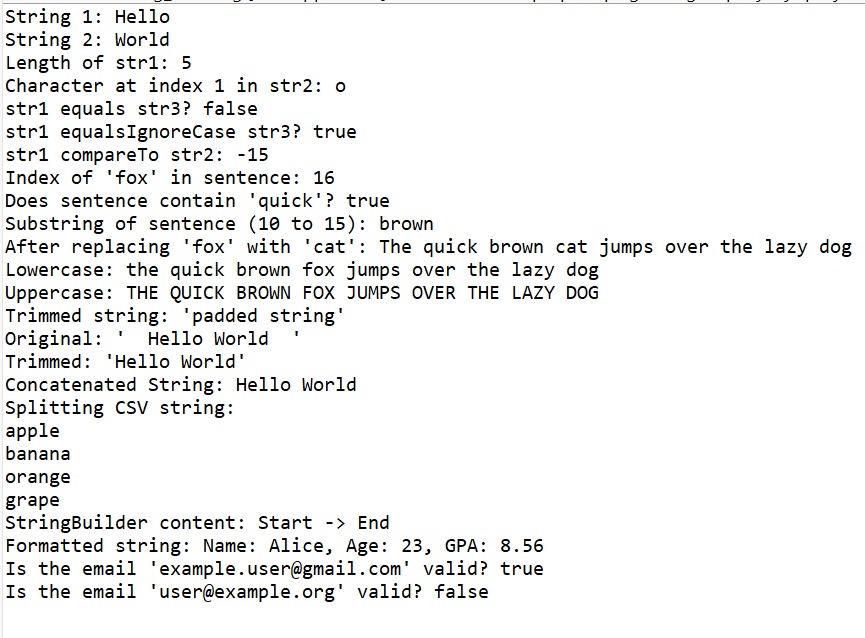 String 1: Hello
String 2: World
Length of str1: 5
Character at index 1 in str2: o
str1 equals str3? false
str1 equalsIgnoreCase str3? true
str1 compareTo str2: -15
Index of 'fox' in sentence: 16
Does sentence contain 'quick'? true
Substring of sentence (10 to 15): brown
After replacing 'fox' with 'cat': The quick brown cat jumps over the lazy dog
Lowercase: the quick brown fox jumps over the lazy dog
Uppercase: THE QUICK BROWN FOX JUMPS OVER THE LAZY DOG
Trimmed string: 'padded string'
Original: '  Hello World  '
Trimmed: 'Hello World'
Concatenated String: Hello World
Splitting CSV string:
apple
banana
orange
grape
StringBuilder content: Start -> End
Formatted string: Name: Alice, Age: 23, GPA: 8.56
Is the email 'example.user@gmail.com' valid? true
Is the email 'user@example.org' valid? false